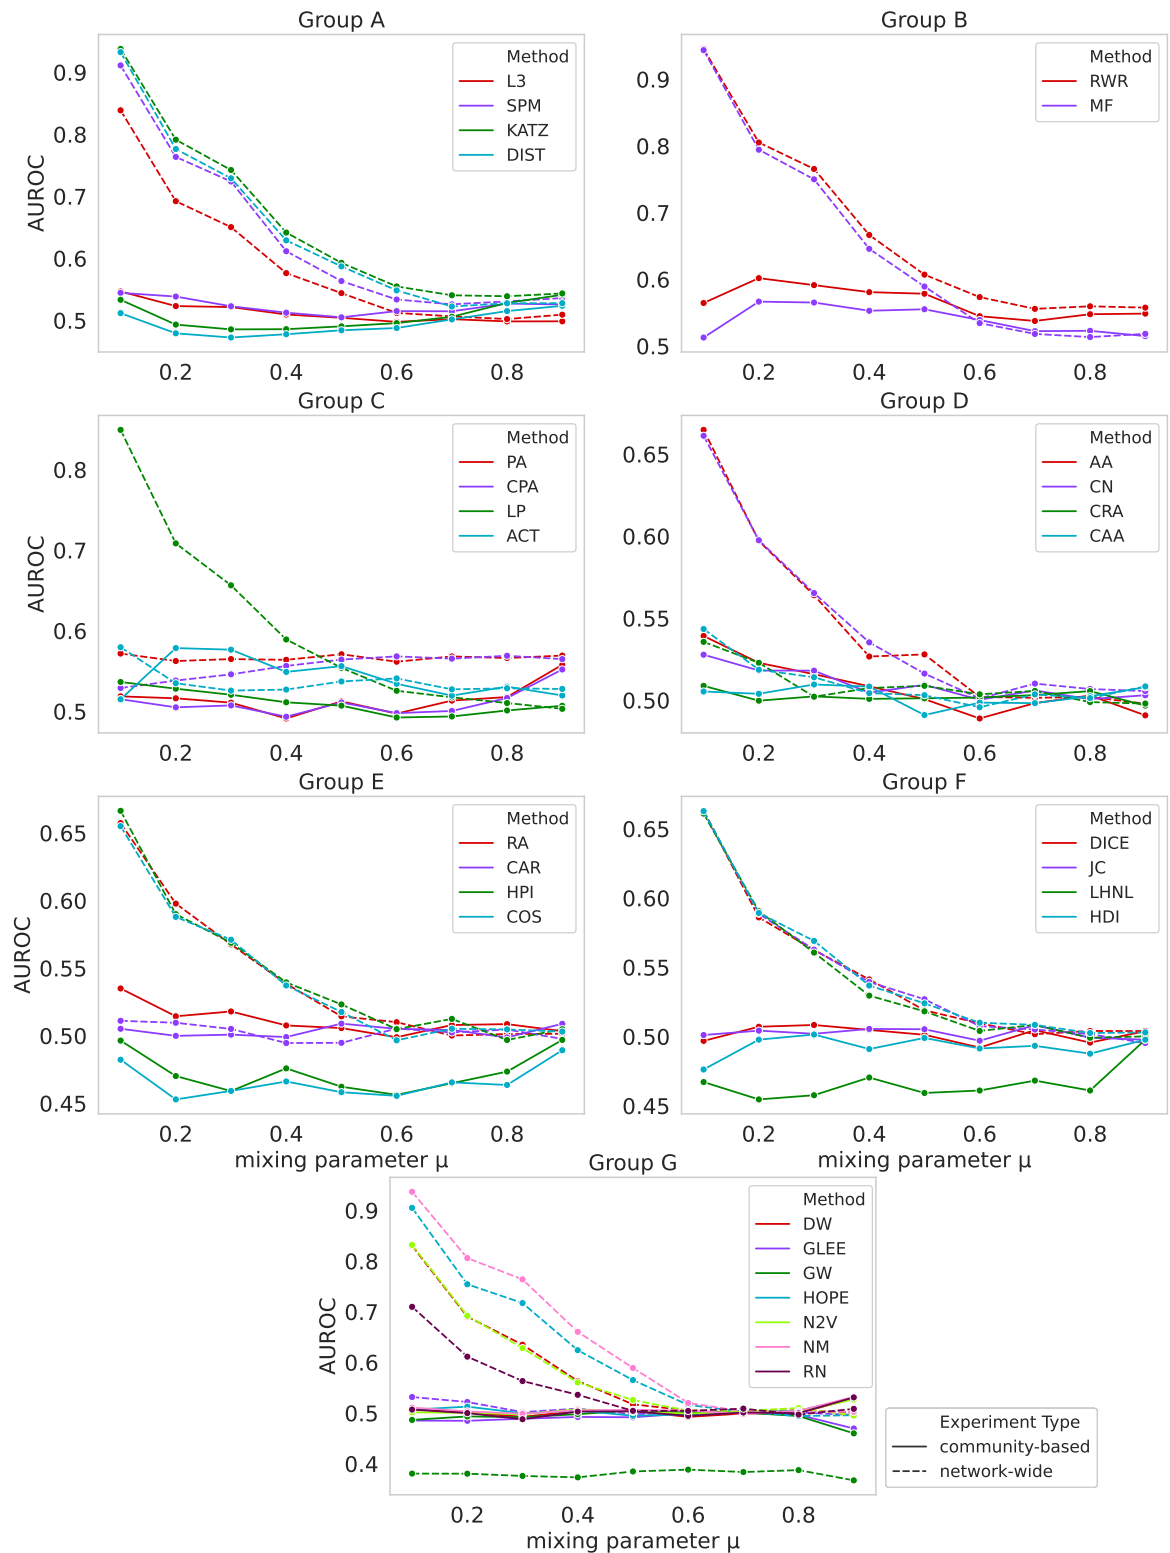 Group A
AUROC
0.9
0.8
0.7
0.6
0.5
0.2
0.4
0.6
0.8
Method
L3
SPM
KATZ
DIST
Group B
0.9
0.8
0.7
0.6
0.5
0.2
0.4
0.6
0.8
Method
RWR
MF
Group C
AUROC
0.8
0.7
0.6
0.5
0.2
0.4
0.6
0.8
Method
PA
CPA
LP
ACT
Group D
0.65
0.60
0.55
0.50
0.2
0.4
0.6
0.8
Method
AA
CN
CRA
CAA
Group E
AUROC
0.65
0.60
0.55
0.50
0.45
0.2
0.4
0.6
0.8
mixing parameter μ
Method
RA
CAR
HPI
COS
Group F
0.65
0.60
0.55
0.50
0.45
0.2
0.4
0.6
0.8
mixing parameter μ
Method
DICE
JC
LHNL
HDI
Group G
AUROC
0.9
0.8
0.7
0.6
0.5
0.4
0.2
0.4
0.6
0.8
mixing parameter μ
Method
DW
GLEE
GW
HOPE
N2V
NM
RN
Experiment Type
community-based
network-wide